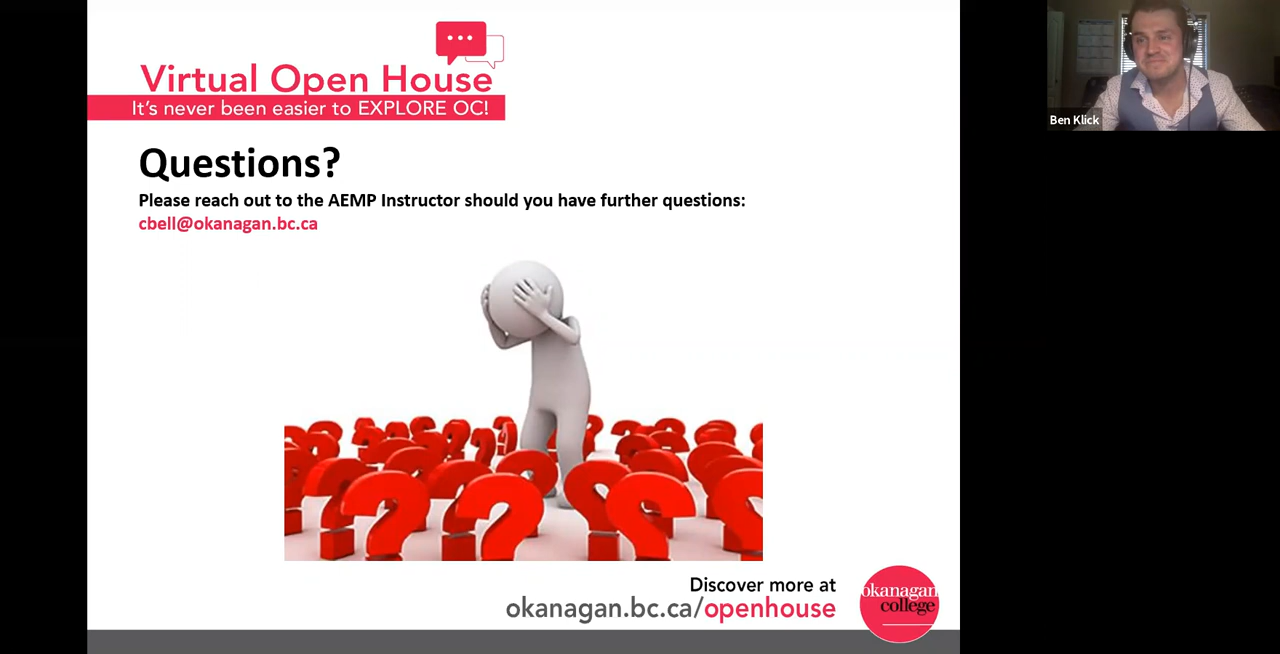 Virtual Open House
It's never been easier to EXPLORE OC!
Questions?
Please reach out to the AEMP Instructor should you have further questions:
cbell@okanagan.bc.ca
Discover more at
okanagan.bc.ca/openhouse
okanagan
college
Ben Klick